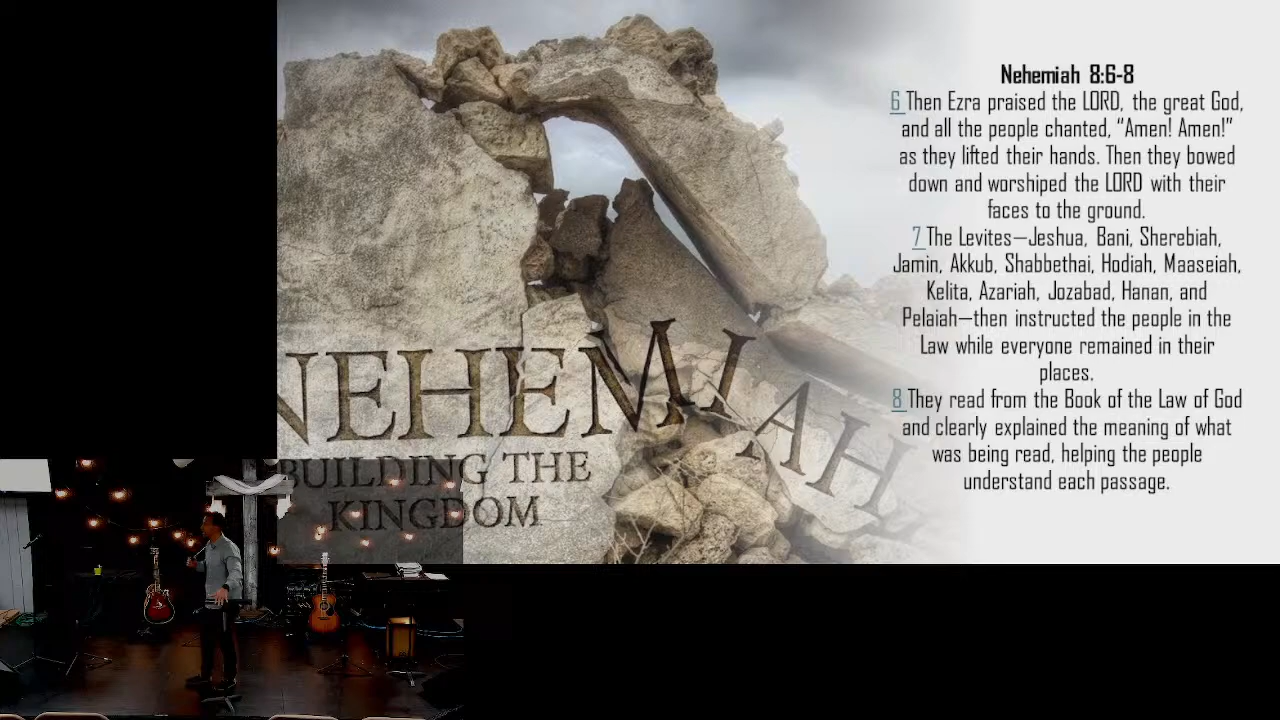 NEHEMIAH
BUILDING THE
KINGDOM
Nehemiah 8:6-8
6 Then Ezra praised the LORD, the great God,
and all the people chanted, “Amen! Amen!”
as they lifted their hands. Then they bowed
down and worshiped the LORD with their
faces to the ground.
7 The Levites—Jeshua, Bani, Sherebiah,
Jamin, Akkub, Shabbethai, Hodiah, Maaseiah,
Kelita, Azariah, Jozabad, Hanan, and
Pelaiah—then instructed the people in the
Law while everyone remained in their
places.
8 They read from the Book of the Law of God
and clearly explained the meaning of what
was being read, helping the people
understand each passage.